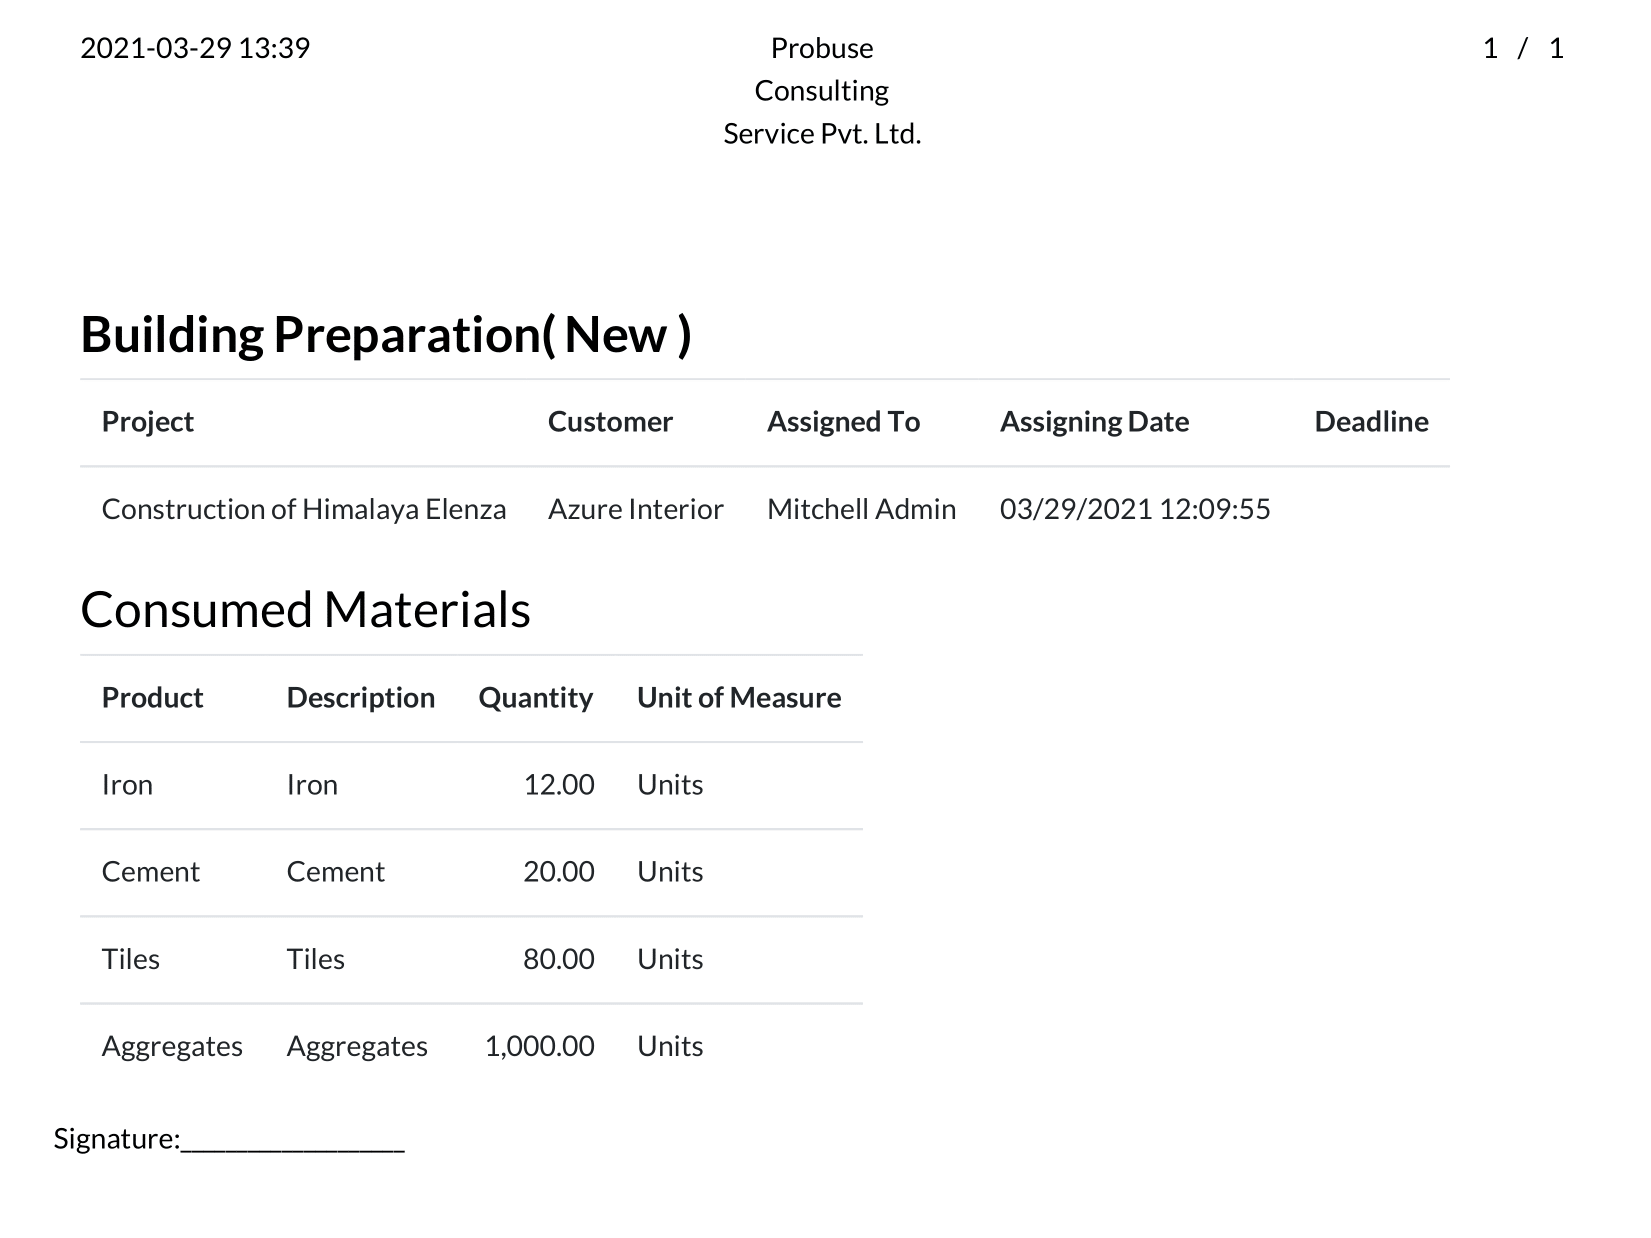 2021-03-29 13:39 Probuse 1 / 1
Consulting
Service Pvt. Ltd.
Building Preparation( New )
Project Customer Assigned To Assigning Date Deadline
Construction of Himalaya Elenza Azure Interior Mitchell Admin 03/29/2021 12:09:55
Consumed Materials
Product Description Quantity Unit of Measure
Iron Iron 12.00 Units
Cement Cement 20.00 Units
Tiles Tiles 80.00 Units
Aggregates Aggregates 1,000.00 Units
Signature:________________